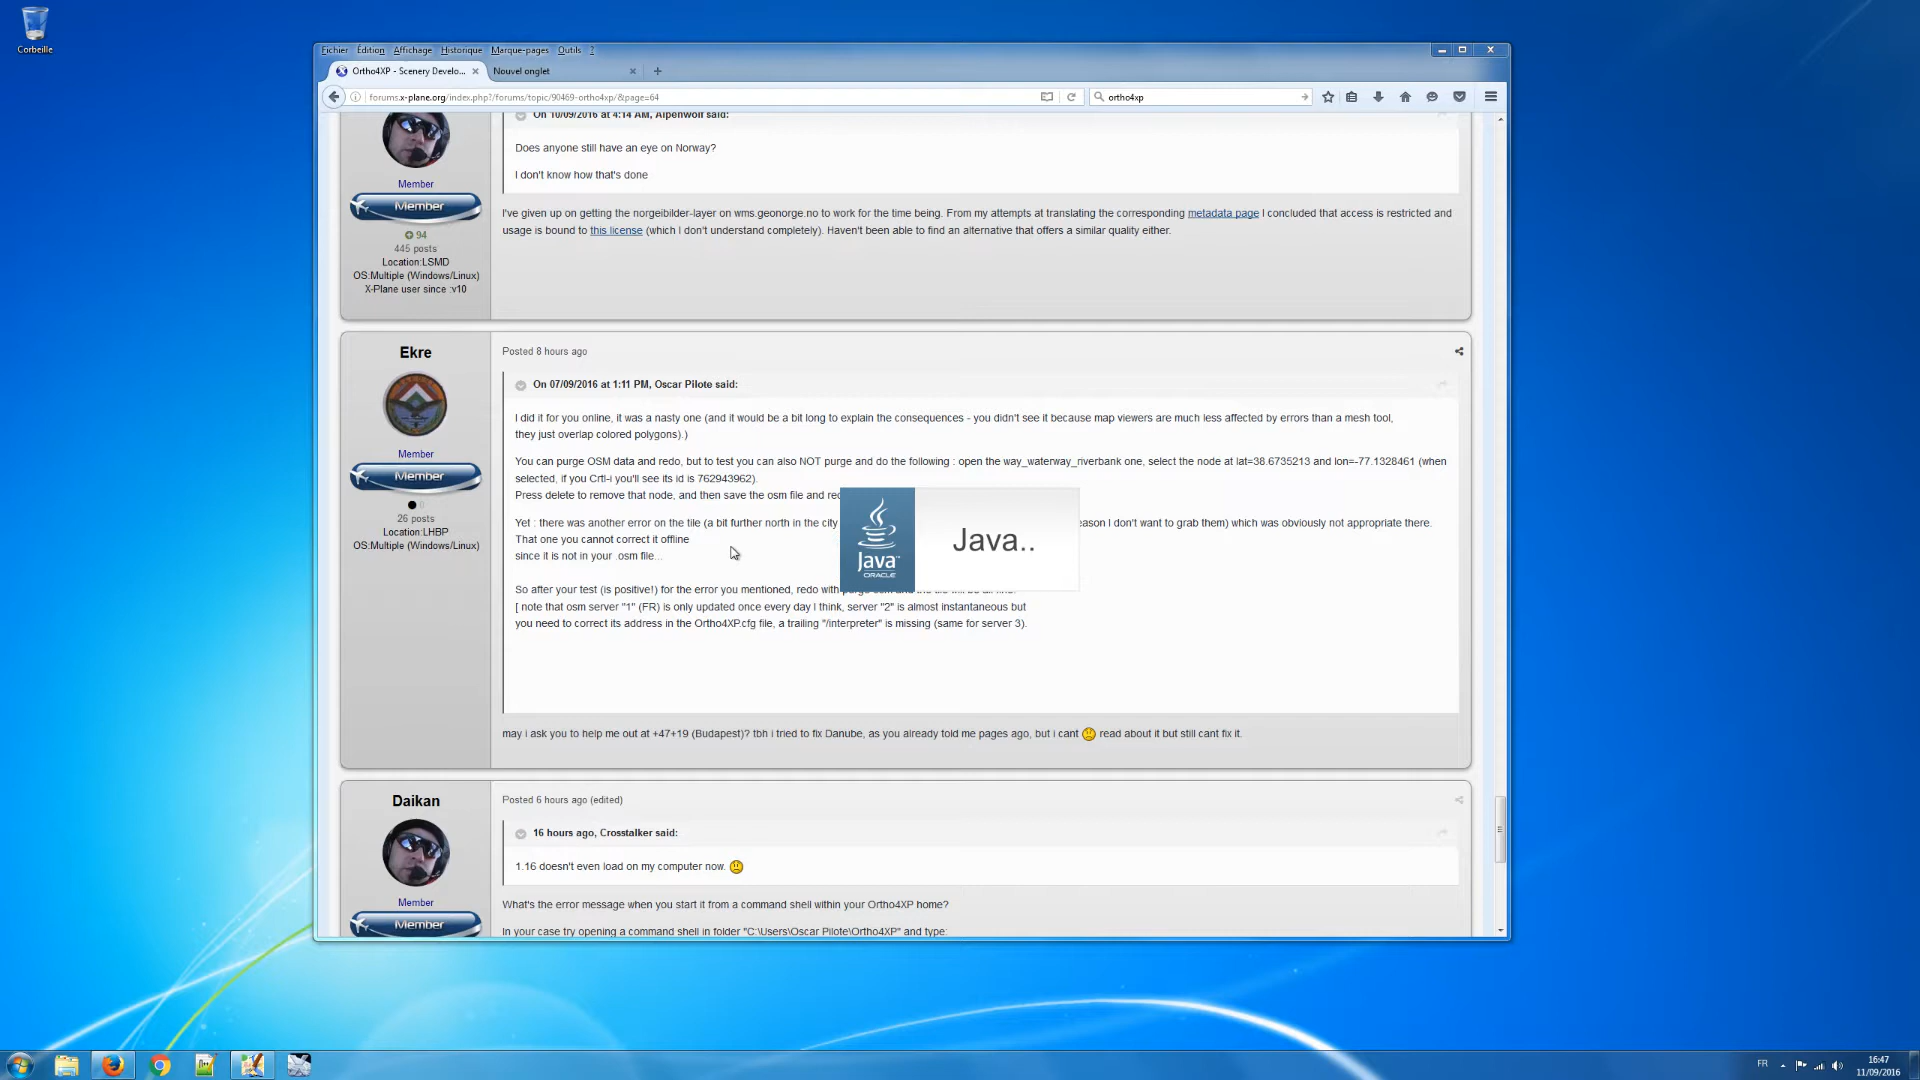 Corbeille
Fichier Édition Affichage Historique Marque-pages Outils ?
Ortho4XP - Scenery Develo... Nouvel onglet
forums.x-plane.org/index.php?/forums/topic/90469-ortho4xp/&page=64
ortho4xp
On 10/09/2016 at 4:14 AM, Alpenwolf said:
Does anyone still have an eye on Norway?
I don't know how that's done
Member
Member
94
445 posts
Location:LSMD
OS:Multiple (Windows/Linux)
X-Plane user since :v10
I've given up on getting the norgeibilder-layer on wms.geonorge.no to work for the time being. From my attempts at translating the corresponding metadata page I concluded that access is restricted and
usage is bound to this license (which I don't understand completely). Haven't been able to find an alternative that offers a similar quality either.
Ekre
Member
Member
0
26 posts
Location:LHBP
OS:Multiple (Windows/Linux)
Posted 8 hours ago
On 07/09/2016 at 1:11 PM, Oscar Pilote said:
I did it for you online, it was a nasty one (and it would be a bit long to explain the consequences - you didn't see it because map viewers are much less affected by errors than a mesh tool,
they just overlap colored polygons).)
You can purge OSM data and redo, but to test you can also NOT purge and do the following : open the way_waterway_riverbank one, select the node at lat=38.6735213 and lon=-77.1328461 (when
selected, if you Crtl-i you'll see its id is 762943962).
Press delete to remove that node, and then save the osm file and
Yet : there was another error on the tile (a bit further north in the city
I don't want to grab them) which was obviously not appropriate there.
That one you cannot correct it offline
since it is not in your .osm file...
So after your test (is positive!) for the error you mentioned, redo with
[ note that osm server "1" (FR) is only updated once every day I think, server "2" is almost instantaneous but
you need to correct its address in the Ortho4XP.cfg file, a trailing "/interpreter" is missing (same for server 3).
Java
ORACLE
Java..
may i ask you to help me out at +47+19 (Budapest)? tbh i tried to fix Danube, as you already told me pages ago, but i cant read about it but still cant fix it.
Daikan
Member
Member
Posted 6 hours ago (edited)
16 hours ago, Crosstalker said:
1.16 doesn't even load on my computer now.
What's the error message when you start it from a command shell within your Ortho4XP home?
In your case try opening a command shell in folder "C:\Users\Oscar Pilote\Ortho4XP" and type:
FR
16:47
11/09/2016